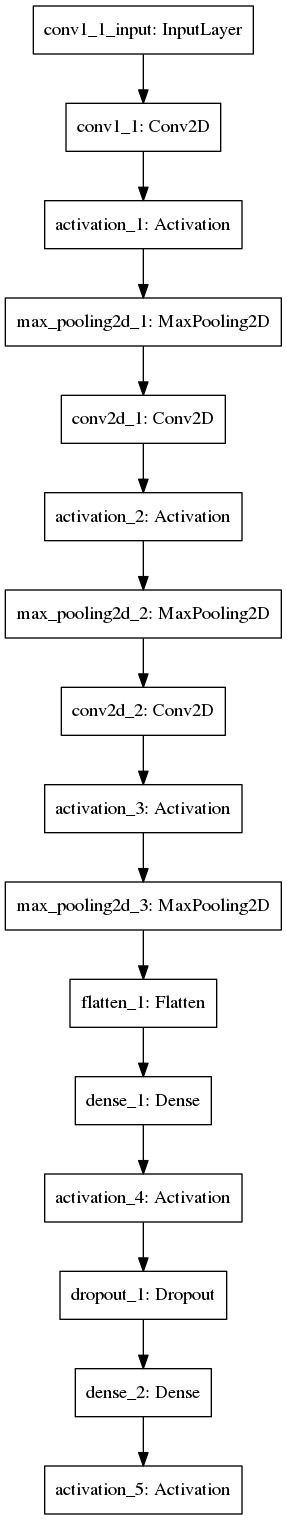 conv1_1_input: InputLayer
conv1_1: Conv2D
activation_1: Activation
max_pooling2d_1: MaxPooling2D
conv2d_1: Conv2D
activation_2: Activation
max_pooling2d_2: MaxPooling2D
conv2d_2: Conv2D
activation_3: Activation
max_pooling2d_3: MaxPooling2D
flatten_1: Flatten
dense_1: Dense
activation_4: Activation
dropout_1: Dropout
dense_2: Dense
activation_5: Activation